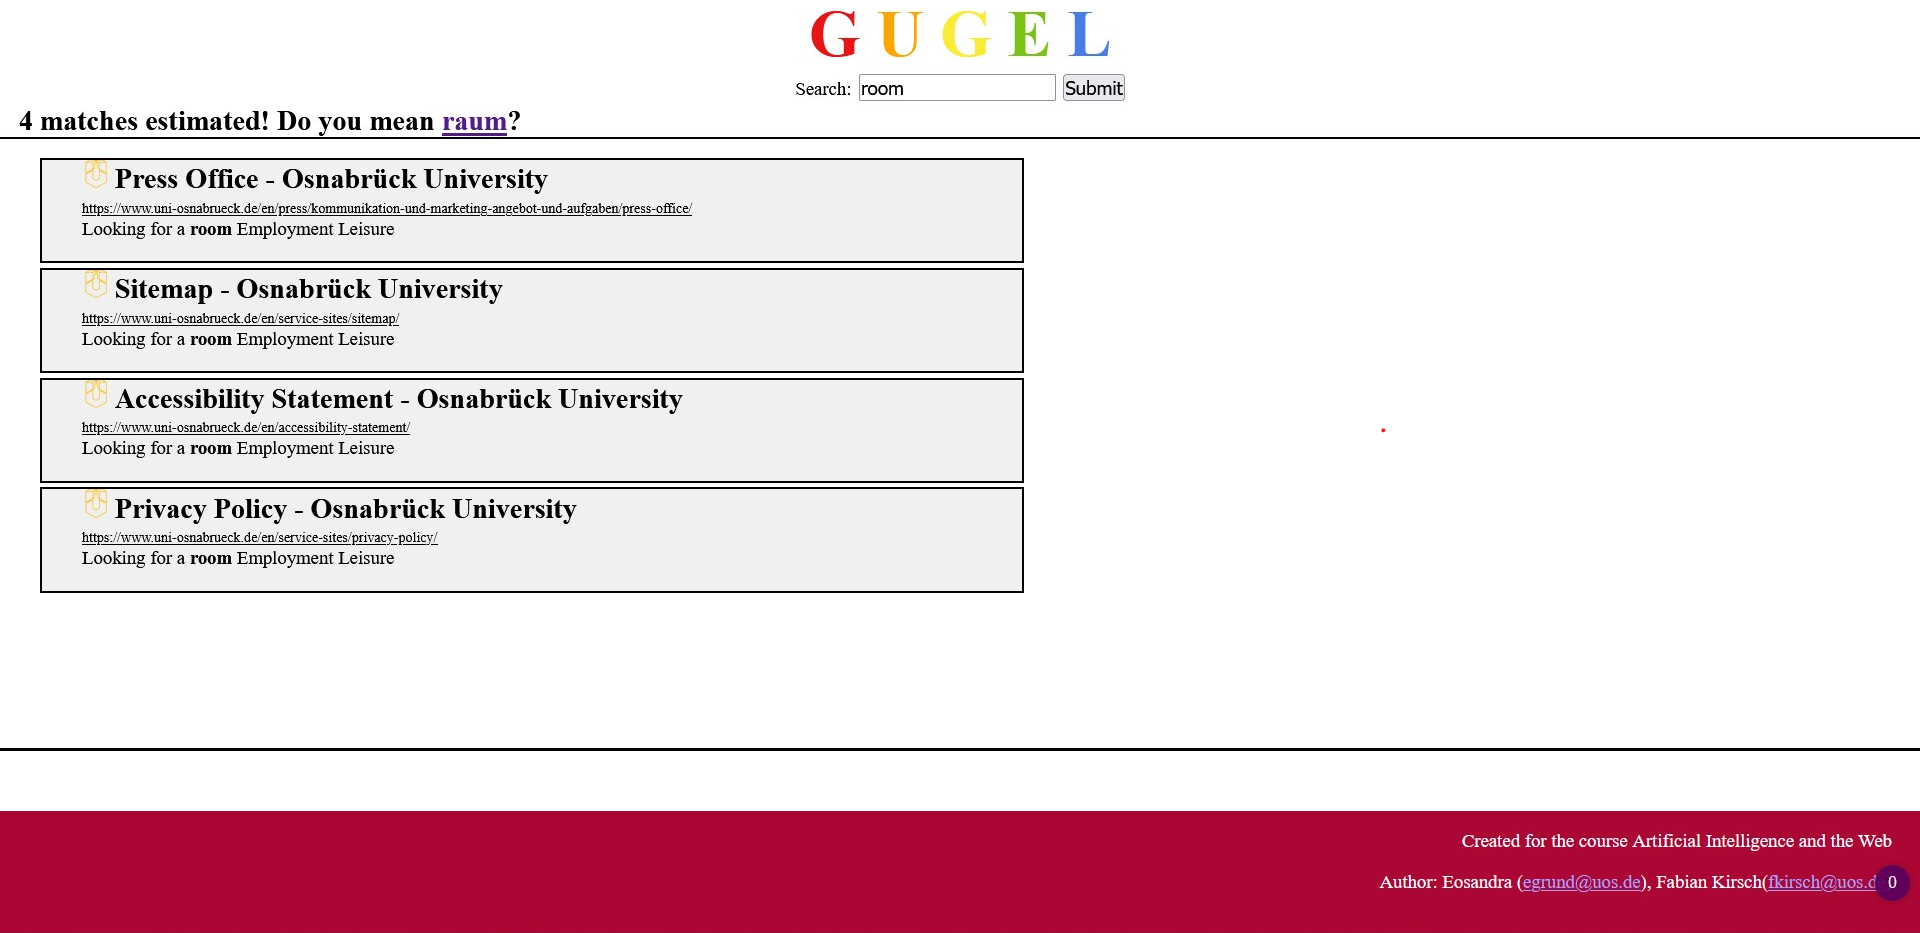 G U G E L
Search: room Submit
4 matches estimated! Do you mean raum?
Press Office - Osnabrück University
https://www.uni-osnabrueck.de/en/press/kommunikation-und-marketing-angebot-und-aufgaben/press-office/
Looking for a room Employment Leisure
Sitemap - Osnabrück University
https://www.uni-osnabrueck.de/en/service-sites/sitemap/
Looking for a room Employment Leisure
Accessibility Statement - Osnabrück University
https://www.uni-osnabrueck.de/en/accessibility-statement/
Looking for a room Employment Leisure
Privacy Policy - Osnabrück University
https://www.uni-osnabrueck.de/en/service-sites/privacy-policy/
Looking for a room Employment Leisure
Created for the course Artificial Intelligence and the Web
Author: Eosandra (egrund@uos.de), Fabian Kirsch(fkirsch@uos.d
0